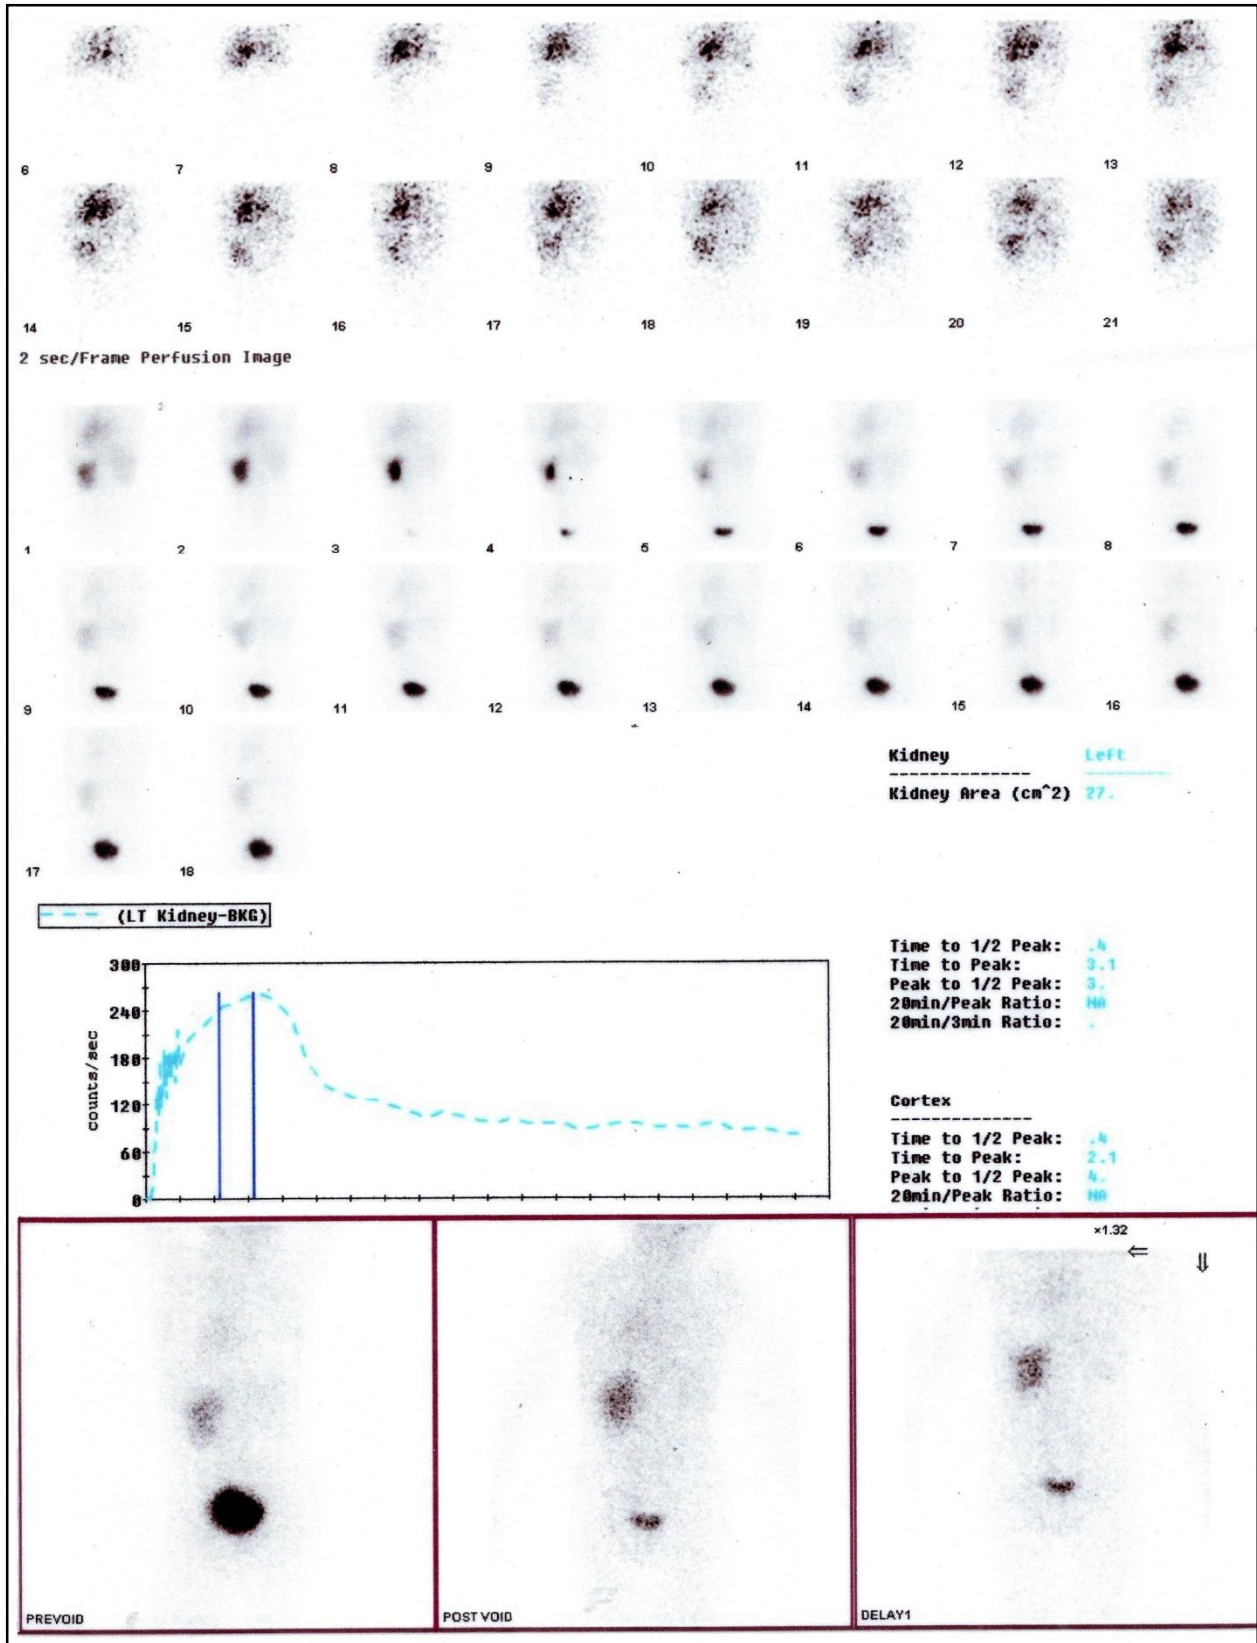 6 7 8 9 10 11 12 13
14 15 16 17 18 19 20 21
2 sec/Frame Perfusion Image
1 2 3 4 5 6 7 8
9 10 11 12 13 14 15 16
17 18
Kidney Left
Kidney Area (cm^2) 27.
(LT Kidney-BKG)
300
240
180
120
60
0
counts/sec
Time to 1/2 Peak: .4
Time to Peak: 3.1
Peak to 1/2 Peak: 3.
20min/Peak Ratio: NA
20min/3min Ratio: .
Cortex
Time to 1/2 Peak: .4
Time to Peak: 2.1
Peak to 1/2 Peak: 4.
20min/Peak Ratio: NA
PREVOID
POST VOID
×1.32
DELAY1